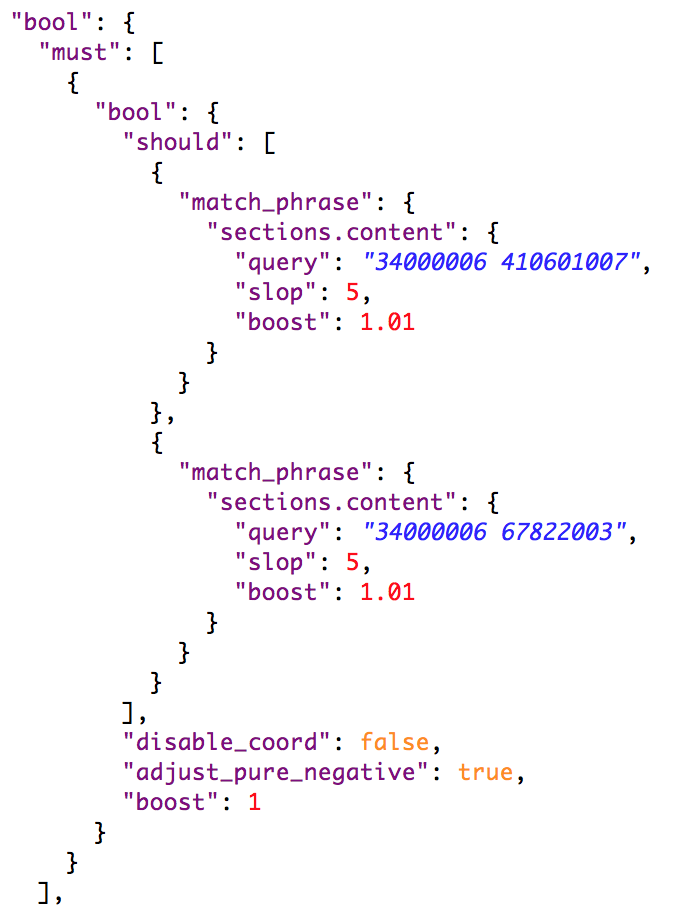 "bool": {
  "must": [
    {
      "bool": {
        "should": [
          {
            "match_phrase": {
              "sections.content": {
                "query": "34000006 410601007",
                "slop": 5,
                "boost": 1.01
              }
            }
          },
          {
            "match_phrase": {
              "sections.content": {
                "query": "34000006 67822003",
                "slop": 5,
                "boost": 1.01
              }
            }
          }
        ],
        "disable_coord": false,
        "adjust_pure_negative": true,
        "boost": 1
      }
    }
  ],